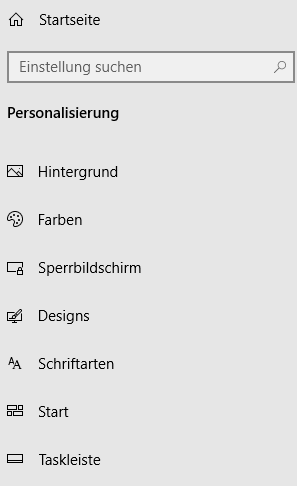 Startseite
Einstellung suchen
Personalisierung
Hintergrund
Farben
Sperrbildschirm
Designs
Schriftarten
Start
Taskleiste